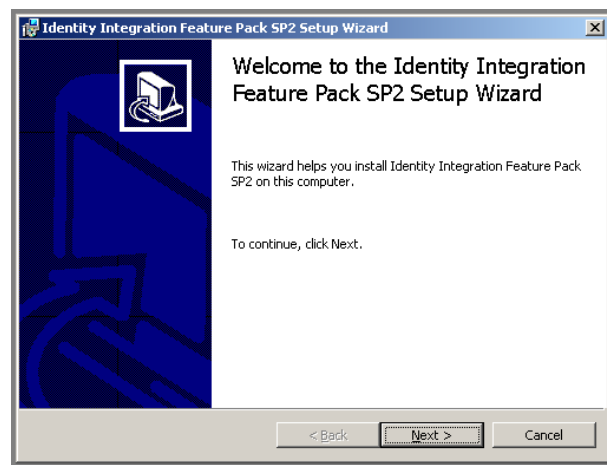 Identity Integration Feature Pack SP2 Setup Wizard
Welcome to the Identity Integration
Feature Pack SP2 Setup Wizard
This wizard helps you install Identity Integration Feature Pack
SP2 on this computer.
To continue, click Next.
< Back
Next >
Cancel